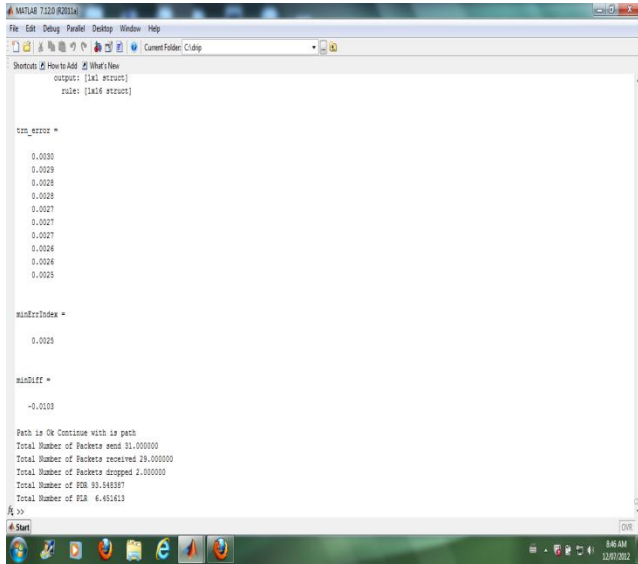 MATLAB 7.12.0 (R2011a)
File Edit Debug Parallel Desktop Window Help
Current Folder: C:\drip
Shortcuts How to Add What's New
output: [1x1 struct]
rule: [1x16 struct]
trn_error =
0.0030
0.0029
0.0028
0.0028
0.0027
0.0027
0.0027
0.0026
0.0026
0.0025
minErrIndex =
0.0025
minDiff =
-0.0103
Path is Ok Continue with is path
Total Number of Packets send 31.000000
Total Number of Packets received 29.000000
Total Number of Packets dropped 2.000000
Total Number of PDR 93.548387
Total Number of PLR 6.451613
fx >>
Start
OVR
8:46 AM
12/07/2012